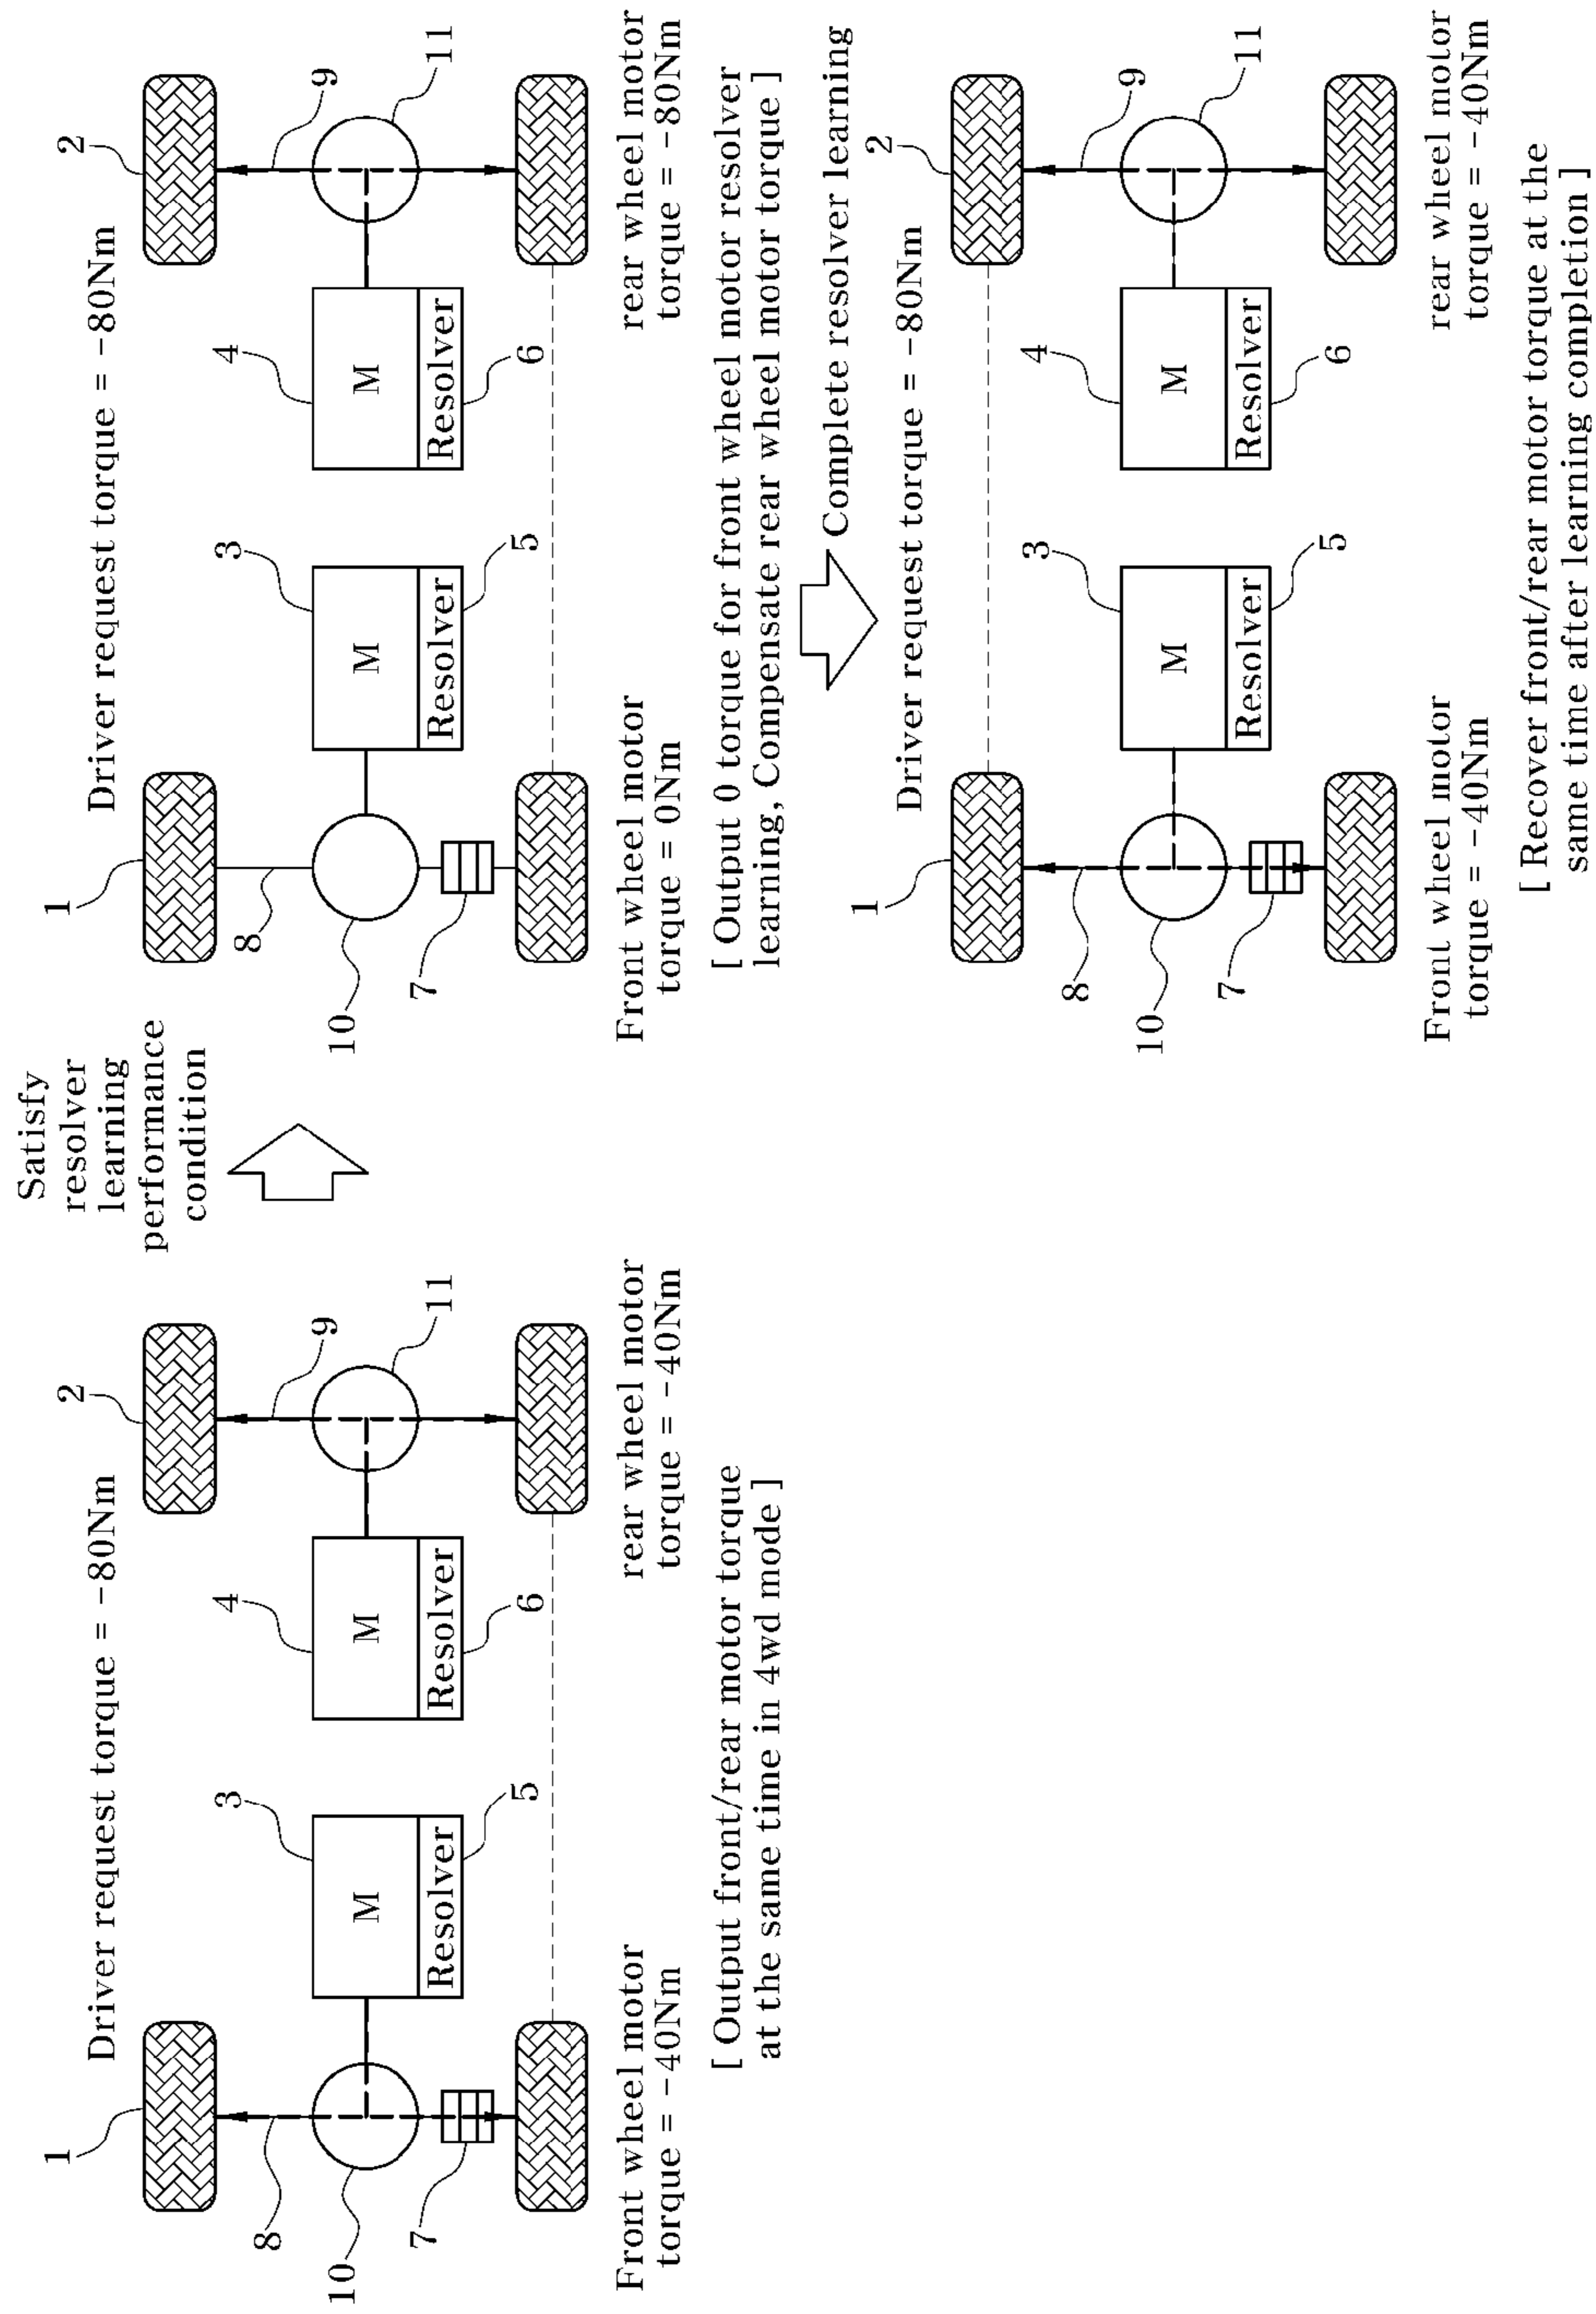 Driver request torque = -80Nm
1
2
3
4
M
M
8
9
Resolver
Resolver
10
7
5
6
11
Front wheel motor
torque = -40Nm
rear wheel motor
torque = -40Nm
[ Output front/rear motor torque
at the same time in 4wd mode ]
Satisfy
resolver
learning
performance
condition
Driver request torque = -80Nm
1
2
3
4
M
M
8
9
Resolver
Resolver
10
7
5
6
11
Front wheel motor
torque = 0Nm
rear wheel motor
torque = -80Nm
[ Output 0 torque for front wheel motor resolver
learning, Compensate rear wheel motor torque ]
Complete resolver learning
Driver request torque = -80Nm
1
2
3
4
M
M
8
9
Resolver
Resolver
10
7
5
6
11
Front wheel motor
torque = -40Nm
rear wheel motor
torque = -40Nm
[ Recover front/rear motor torque at the
same time after learning completion ]